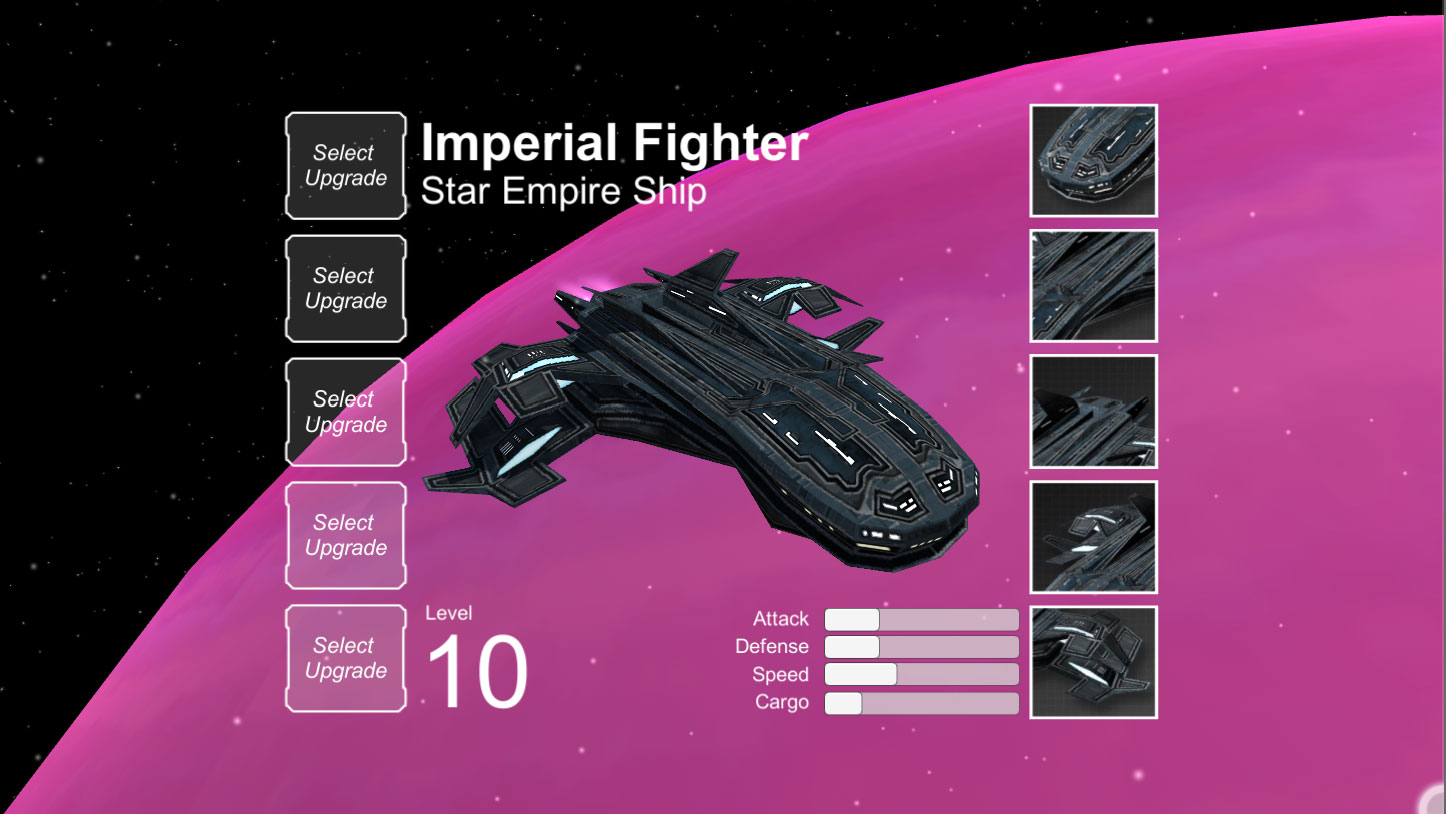 Imperial Fighter
Star Empire Ship
Select
Upgrade
Select
Upgrade
Select
Upgrade
Select
Upgrade
Select
Upgrade
Level
10
Attack
Defense
Speed
Cargo